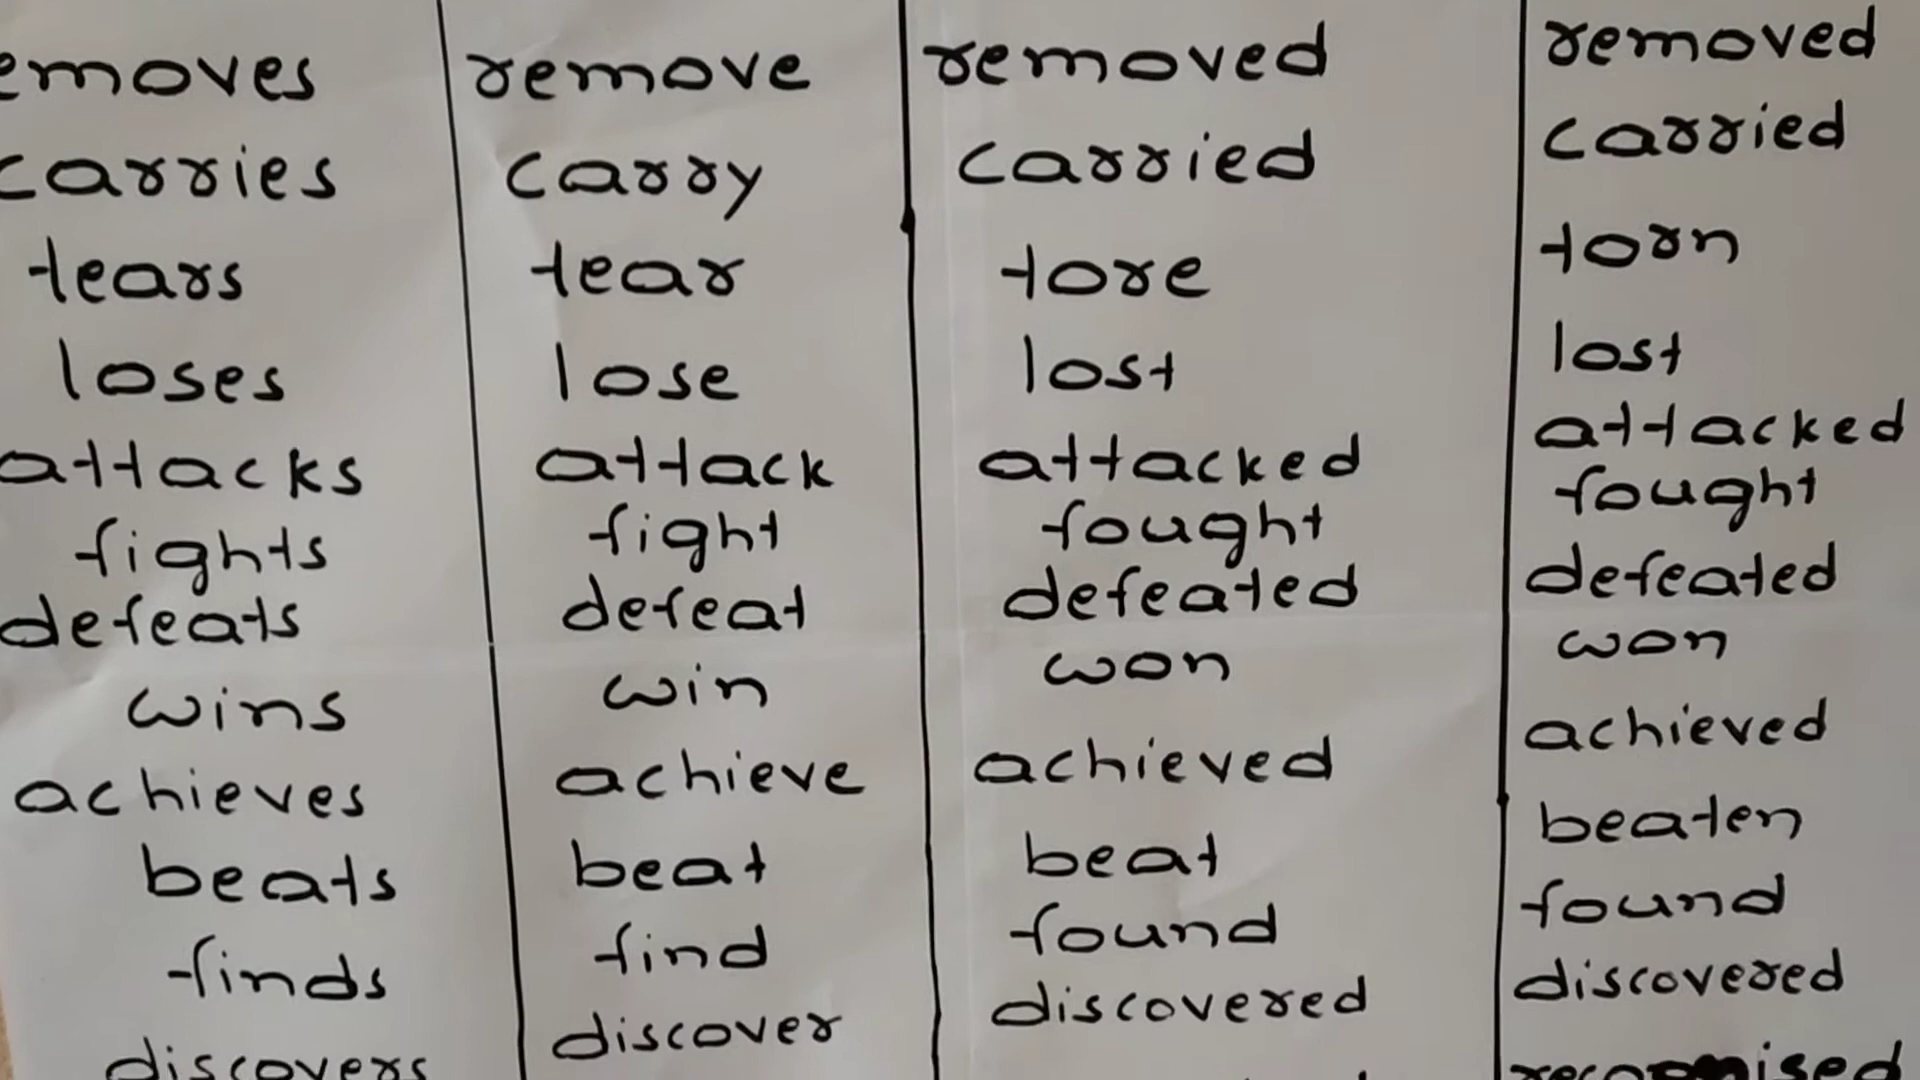 emoves remove removed removed
carries carry carried carried
tears tear tore torn
loses lose lost lost
attacks attack attacked attacked
fights fight fought fought
defeats defeat defeated defeated
wins win won won
achieves achieve achieved achieved
beats beat beat beaten
finds find found found
discovers discover discovered discovered